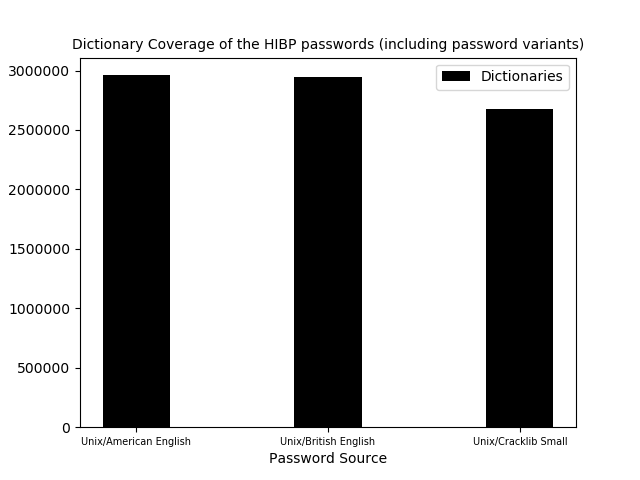 Dictionary Coverage of the HIBP passwords (including password variants)
Dictionaries
3000000
2500000
2000000
1500000
1000000
500000
0
Unix/American English
Unix/British English
Unix/Cracklib Small
Password Source